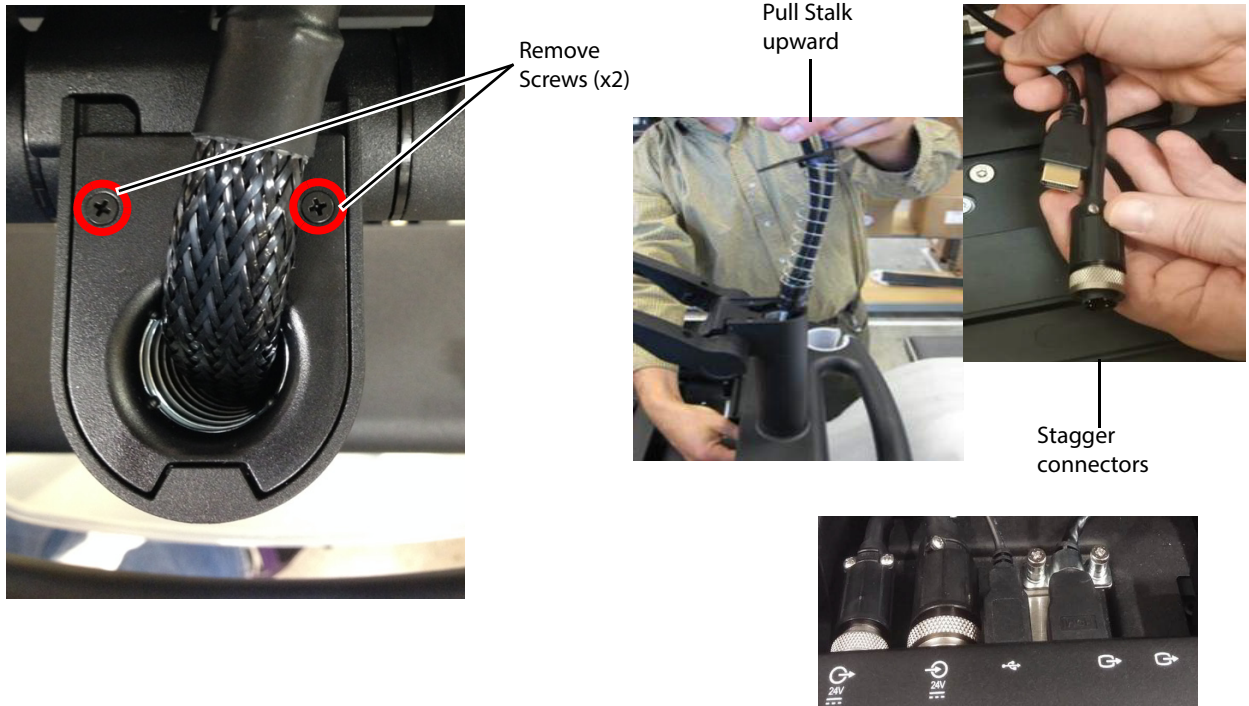 Remove
Screws (x2)
Pull Stalk
upward
Stagger
connectors
24V
24V